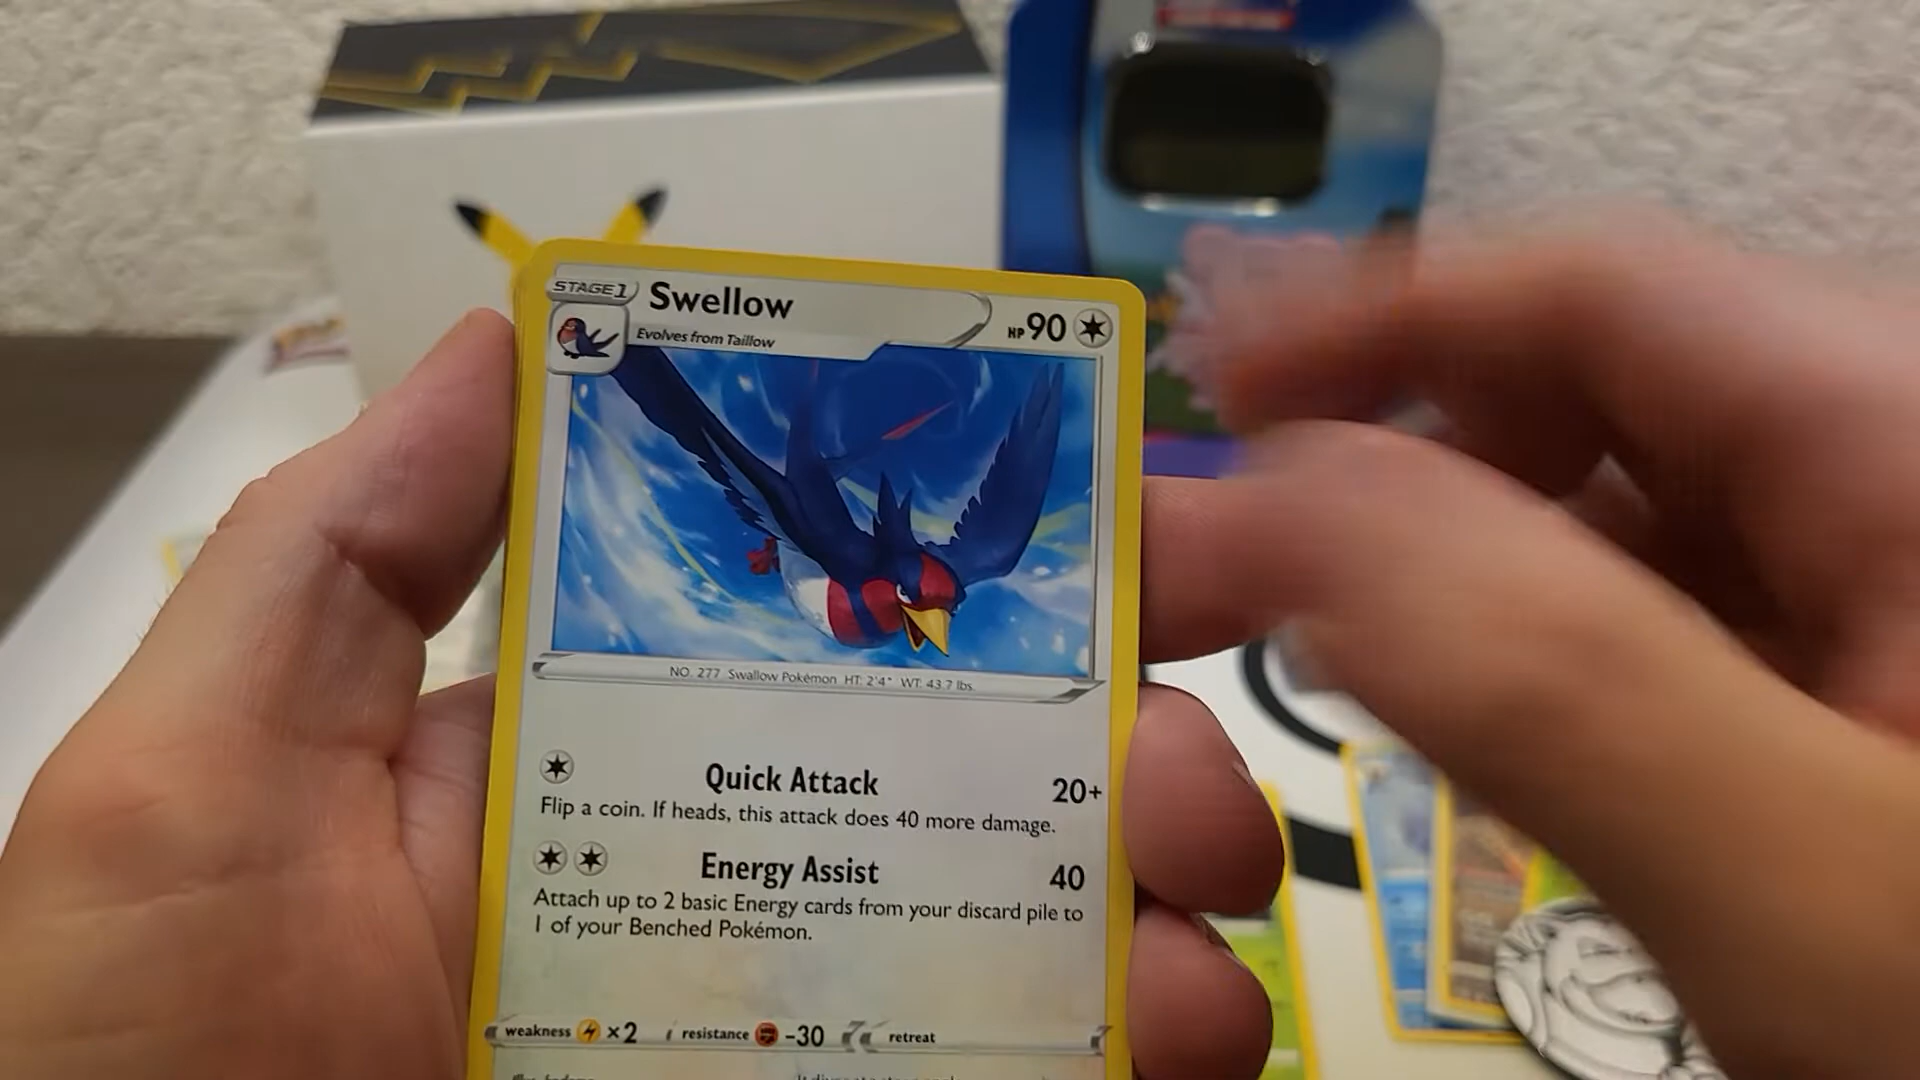 STAGE1
Swellow
HP 90
Evolves from Taillow
NO. 277 Swallow Pokémon HT: 2'4" WT: 43.7 lbs.
Quick Attack 20+
Flip a coin. If heads, this attack does 40 more damage.
Energy Assist 40
Attach up to 2 basic Energy cards from your discard pile to
1 of your Benched Pokémon.
weakness ×2 resistance -30 retreat